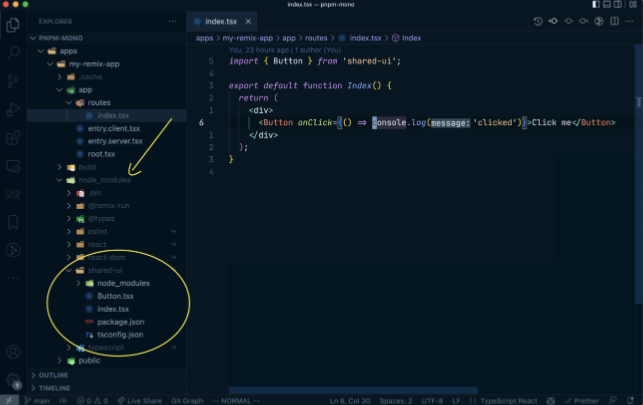 index.tsx — pnpm-mono
EXPLORER
index.tsx
PNPM-MONO
apps > my-remix-app > app > routes > index.tsx > Index
apps
You, 23 hours ago | 1 author (You)
my-remix-app
5 import { Button } from 'shared-ui';
.cache
4
app
3 export default function Index() {
routes
2 return (
index.tsx
1 <div>
entry.client.tsx
6 <Button onClick={() => console.log(message: 'clicked')}>Click me</Button>
entry.server.tsx
1 </div>
root.tsx
2 );
build
3 }
node_modules
4
.bin
@remix-run
@types
eslint
react
react-dom
shared-ui
node_modules
Button.tsx
index.tsx
package.json
tsconfig.json
typescript
public
OUTLINE
TIMELINE
1
main
0 0
Live Share
Git Graph
-- NORMAL --
Ln 6, Col 30
Spaces: 2
UTF-8
LF
TypeScript React
Prettier